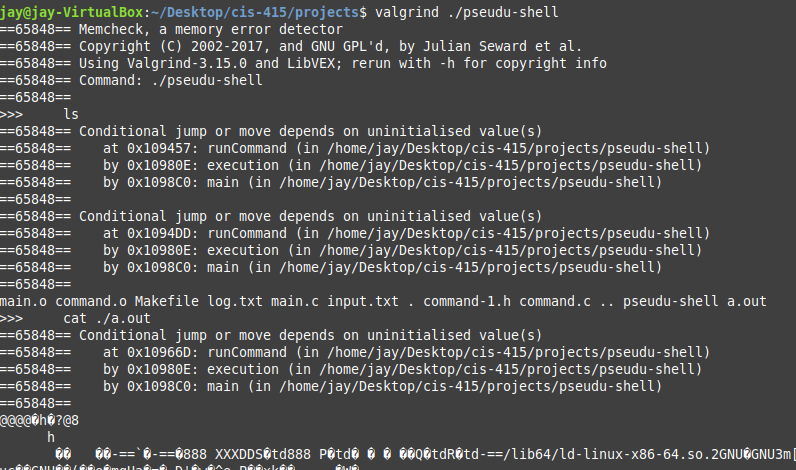 jay@jay-VirtualBox:~/Desktop/cis-415/projects$ valgrind ./pseudu-shell
==65848== Memcheck, a memory error detector
==65848== Copyright (C) 2002-2017, and GNU GPL'd, by Julian Seward et al.
==65848== Using Valgrind-3.15.0 and LibVEX; rerun with -h for copyright info
==65848== Command: ./pseudu-shell
==65848==
>>>     ls
==65848== Conditional jump or move depends on uninitialised value(s)
==65848==    at 0x109457: runCommand (in /home/jay/Desktop/cis-415/projects/pseudu-shell)
==65848==    by 0x10980E: execution (in /home/jay/Desktop/cis-415/projects/pseudu-shell)
==65848==    by 0x1098C0: main (in /home/jay/Desktop/cis-415/projects/pseudu-shell)
==65848==
==65848== Conditional jump or move depends on uninitialised value(s)
==65848==    at 0x1094DD: runCommand (in /home/jay/Desktop/cis-415/projects/pseudu-shell)
==65848==    by 0x10980E: execution (in /home/jay/Desktop/cis-415/projects/pseudu-shell)
==65848==    by 0x1098C0: main (in /home/jay/Desktop/cis-415/projects/pseudu-shell)
==65848==
main.o command.o Makefile log.txt main.c input.txt . command-1.h command.c .. pseudu-shell a.out
>>>     cat ./a.out
==65848== Conditional jump or move depends on uninitialised value(s)
==65848==    at 0x10966D: runCommand (in /home/jay/Desktop/cis-415/projects/pseudu-shell)
==65848==    by 0x10980E: execution (in /home/jay/Desktop/cis-415/projects/pseudu-shell)
==65848==    by 0x1098C0: main (in /home/jay/Desktop/cis-415/projects/pseudu-shell)
==65848==
@@@@�h�?@8
h
�� ��-==`�-==�888 XXXDDS�td888 P�td� � � ��Q�tdR�td-==/lib64/ld-linux-x86-64.so.2GNU�GNU3m[